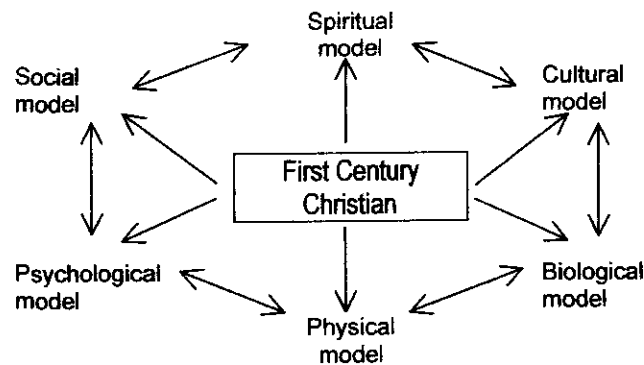 Spiritual
model
Social
model
Cultural
model
First Century
Christian
Psychological
model
Biological
model
Physical
model